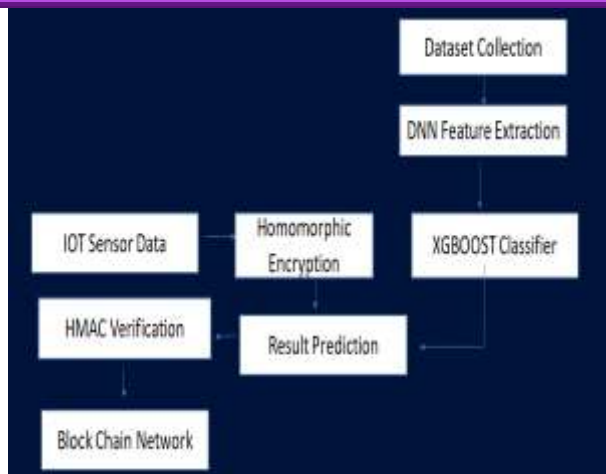 Dataset Collection
DNN Feature Extraction
IOT Sensor Data
Homomorphic
Encryption
XGBOOST Classifier
HMAC Verification
Result Prediction
Block Chain Network